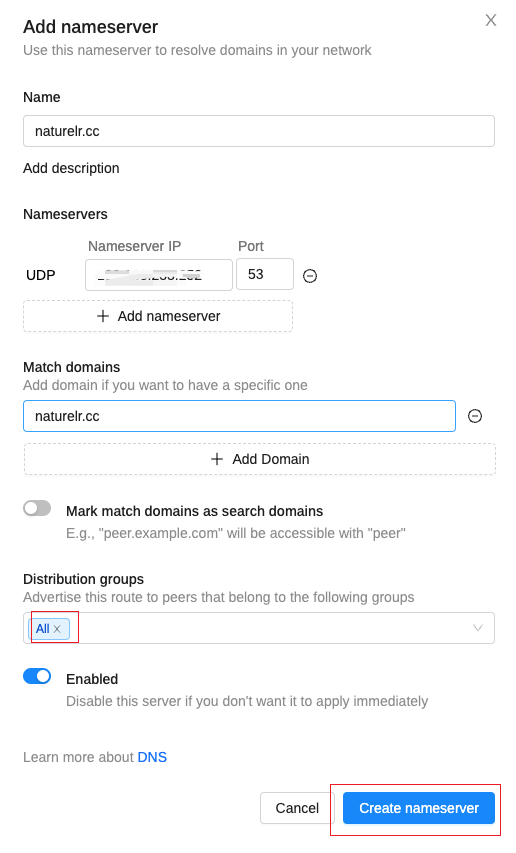 Add nameserver
Use this nameserver to resolve domains in your network
Name
naturelr.cc
Add description
Nameservers
Nameserver IP Port
UDP 53
Add nameserver
Match domains
Add domain if you want to have a specific one
naturelr.cc
Add Domain
Mark match domains as search domains
E.g., "peer.example.com" will be accessible with "peer"
Distribution groups
Advertise this route to peers that belong to the following groups
All
Enabled
Disable this server if you don't want it to apply immediately
Learn more about DNS
Cancel Create nameserver